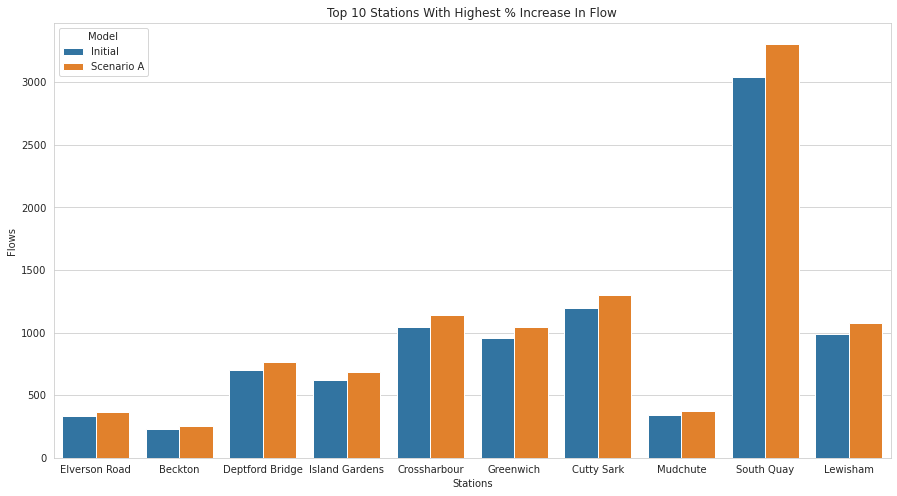 Top 10 Stations With Highest % Increase In Flow
Model
Initial
Scenario A
3000
2500
2000
1500
1000
500
0
Flows
Elverson Road Beckton Deptford Bridge Island Gardens Crossharbour Greenwich Cutty Sark Mudchute South Quay Lewisham
Stations